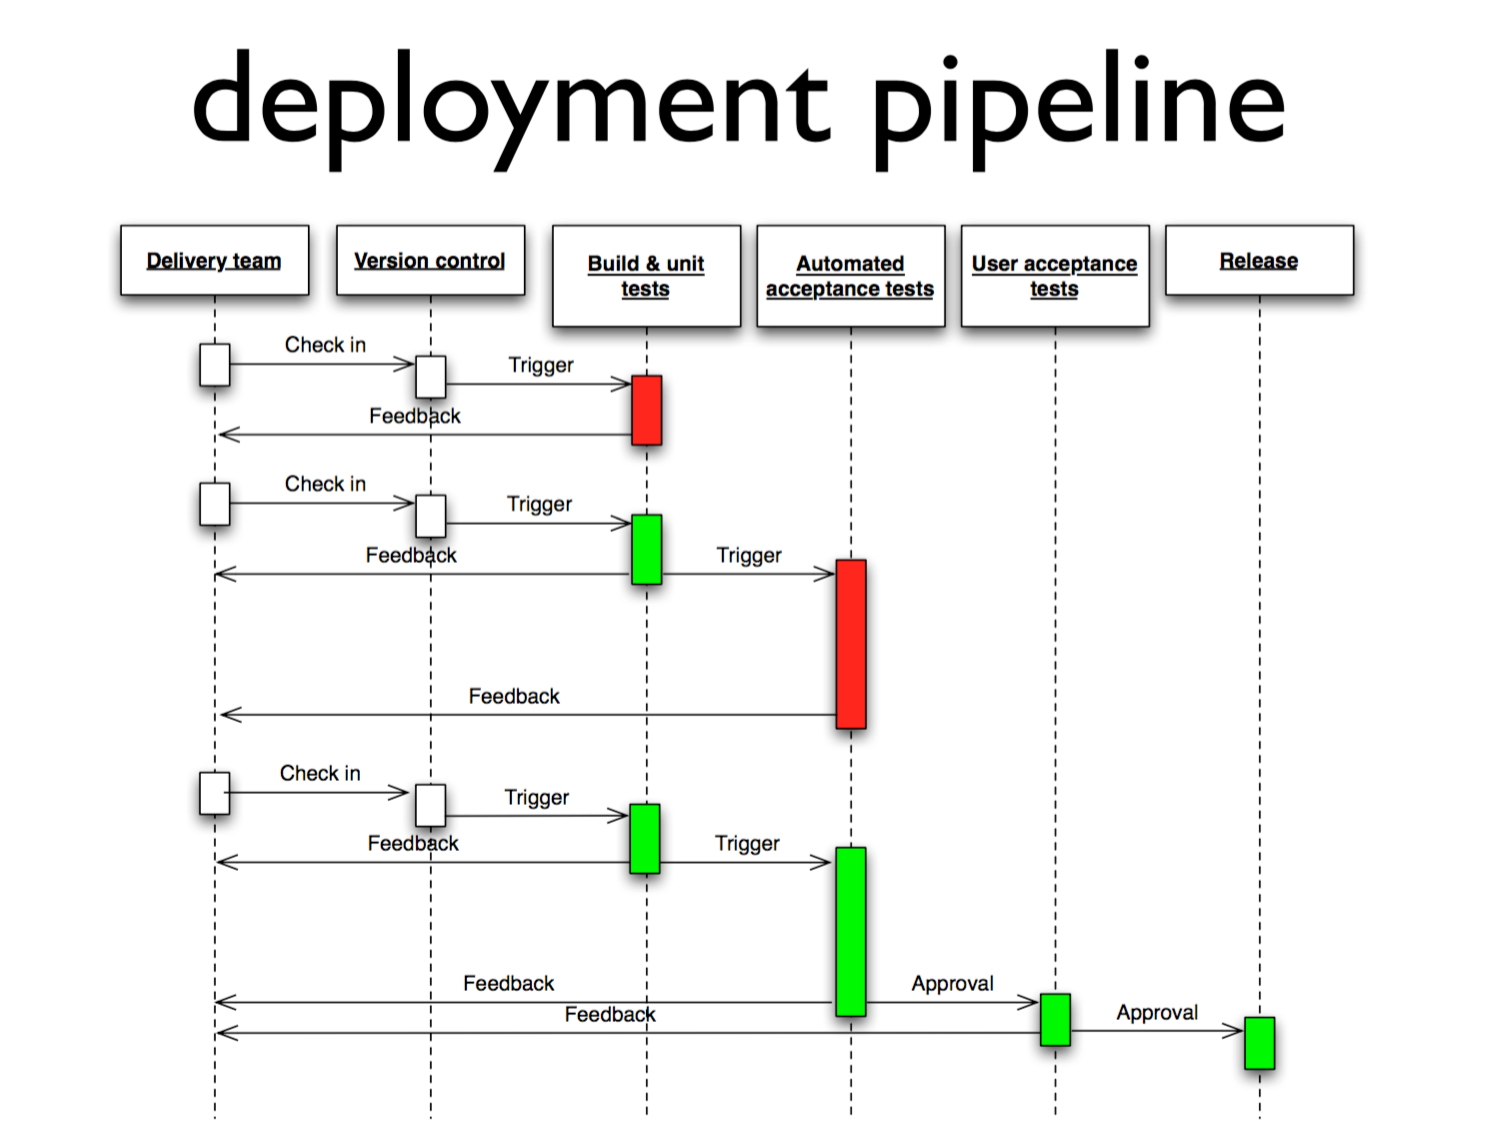 deployment pipeline
Delivery team
Version control
Build & unit
tests
Automated
acceptance tests
User acceptance
tests
Release
Check in
Trigger
Feedback
Check in
Trigger
Feedback
Trigger
Feedback
Check in
Trigger
Feedback
Trigger
Feedback
Approval
Feedback
Approval